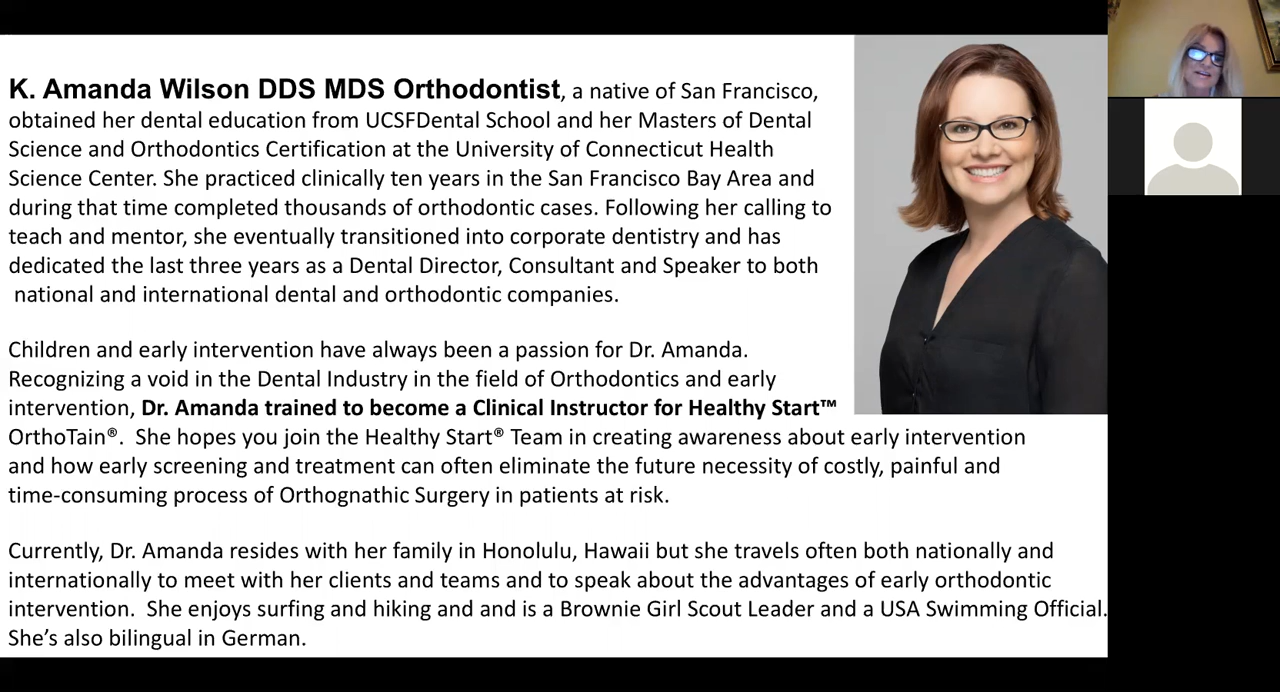 K. Amanda Wilson DDS MDS Orthodontist, a native of San Francisco,
obtained her dental education from UCSFDental School and her Masters of Dental
Science and Orthodontics Certification at the University of Connecticut Health
Science Center. She practiced clinically ten years in the San Francisco Bay Area and
during that time completed thousands of orthodontic cases. Following her calling to
teach and mentor, she eventually transitioned into corporate dentistry and has
dedicated the last three years as a Dental Director, Consultant and Speaker to both
national and international dental and orthodontic companies.
Children and early intervention have always been a passion for Dr. Amanda.
Recognizing a void in the Dental Industry in the field of Orthodontics and early
intervention, Dr. Amanda trained to become a Clinical Instructor for Healthy Start™
OrthoTain®. She hopes you join the Healthy Start® Team in creating awareness about early intervention
and how early screening and treatment can often eliminate the future necessity of costly, painful and
time-consuming process of Orthognathic Surgery in patients at risk.
Currently, Dr. Amanda resides with her family in Honolulu, Hawaii but she travels often both nationally and
internationally to meet with her clients and teams and to speak about the advantages of early orthodontic
intervention. She enjoys surfing and hiking and and is a Brownie Girl Scout Leader and a USA Swimming Official.
She's also bilingual in German.